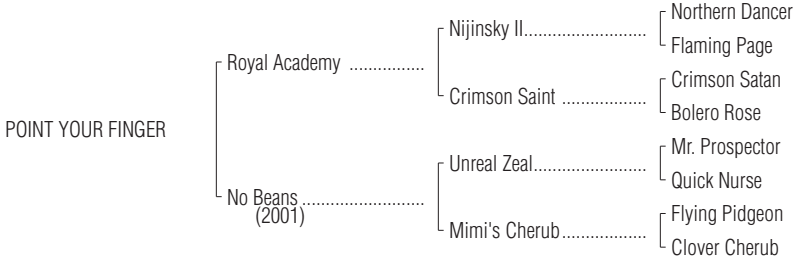 Northern Dancer
Nijinsky II..........................
Flaming Page
Royal Academy ................
Crimson Satan
Crimson Saint ..................
Bolero Rose
POINT YOUR FINGER
Mr. Prospector
Unreal Zeal........................
Quick Nurse
No Beans ..........................
(2001)
Flying Pidgeon
Mimi's Cherub..................
Clover Cherub